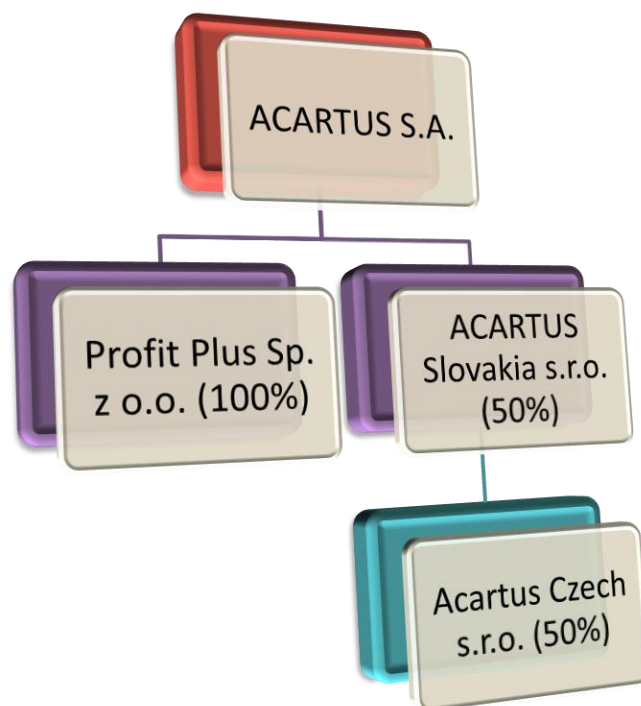 ACARTUS S.A.
Profit Plus Sp.
z o.o. (100%)
ACARTUS
Slovakia s.r.o.
(50%)
Acartus Czech
s.r.o. (50%)